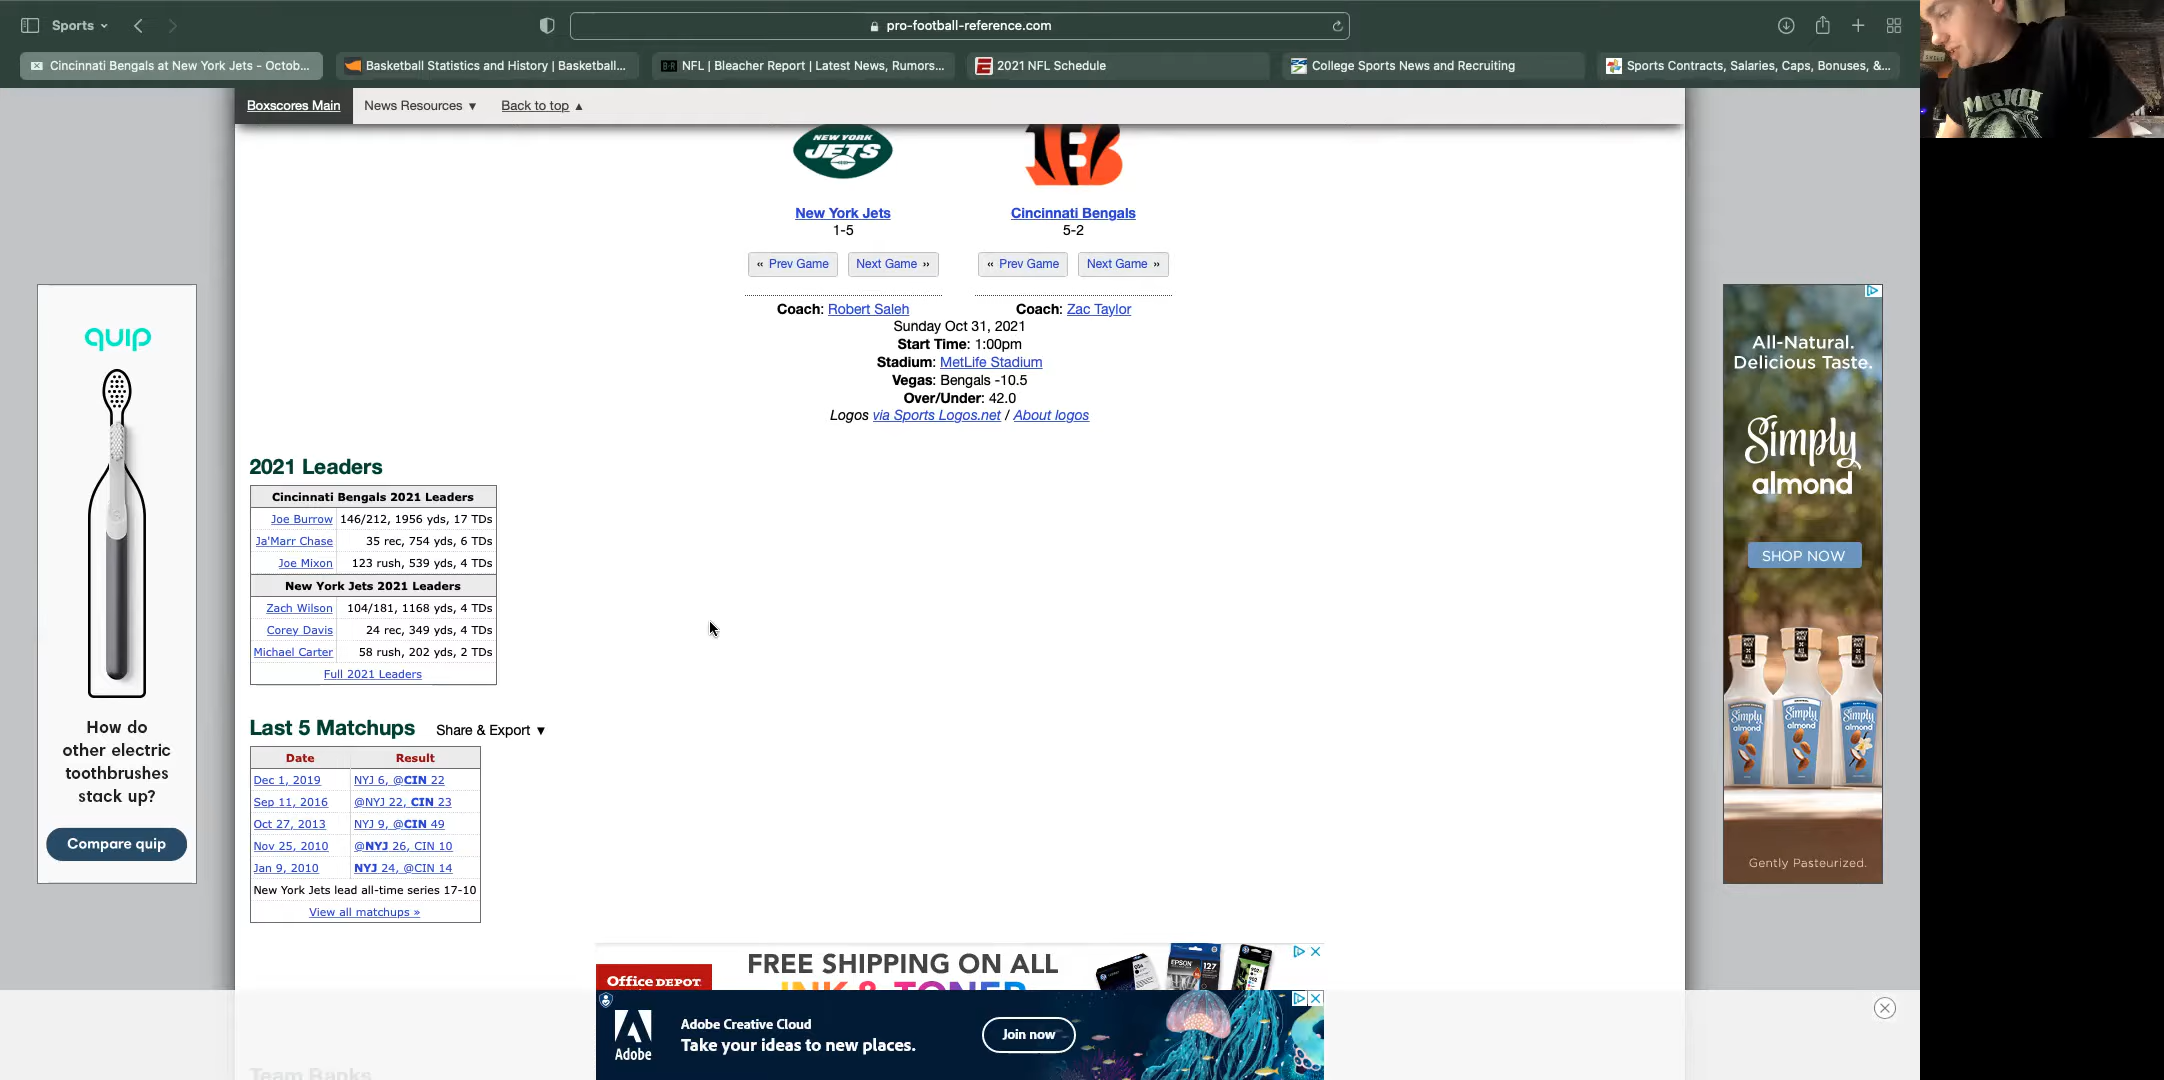 Sports
pro-football-reference.com
Cincinnati Bengals at New York Jets - Octob...
Basketball Statistics and History | Basketball...
B·R
NFL | Bleacher Report | Latest News, Rumors...
2021 NFL Schedule
College Sports News and Recruiting
Sports Contracts, Salaries, Caps, Bonuses, &...
Boxscores Main
News Resources ▼
Back to top ▲
NEW YORK
JETS
New York Jets
1-5
Cincinnati Bengals
5-2
« Prev Game
Next Game »
« Prev Game
Next Game »
Coach: Robert Saleh
Coach: Zac Taylor
Sunday Oct 31, 2021
Start Time: 1:00pm
Stadium: MetLife Stadium
Vegas: Bengals -10.5
Over/Under: 42.0
Logos via Sports Logos.net / About logos
2021 Leaders
Cincinnati Bengals 2021 Leaders
Joe Burrow 146/212, 1956 yds, 17 TDs
Ja'Marr Chase 35 rec, 754 yds, 6 TDs
Joe Mixon 123 rush, 539 yds, 4 TDs
New York Jets 2021 Leaders
Zach Wilson 104/181, 1168 yds, 4 TDs
Corey Davis 24 rec, 349 yds, 4 TDs
Michael Carter 58 rush, 202 yds, 2 TDs
Full 2021 Leaders
Last 5 Matchups
Share & Export ▼
Date Result
Dec 1, 2019 NYJ 6, @CIN 22
Sep 11, 2016 @NYJ 22, CIN 23
Oct 27, 2013 NYJ 9, @CIN 49
Nov 25, 2010 @NYJ 26, CIN 10
Jan 9, 2010 NYJ 24, @CIN 14
New York Jets lead all-time series 17-10
View all matchups »
quip
How do
other electric
toothbrushes
stack up?
Compare quip
All-Natural.
Delicious Taste.
Simply
almond
SHOP NOW
Simply
almond
Simply
almond
Simply
almond
Gently Pasteurized.
Office DEPOT
FREE SHIPPING ON ALL
INK & TONER
EPSON
127
Adobe
Adobe Creative Cloud
Take your ideas to new places.
Join now
Team Ranks